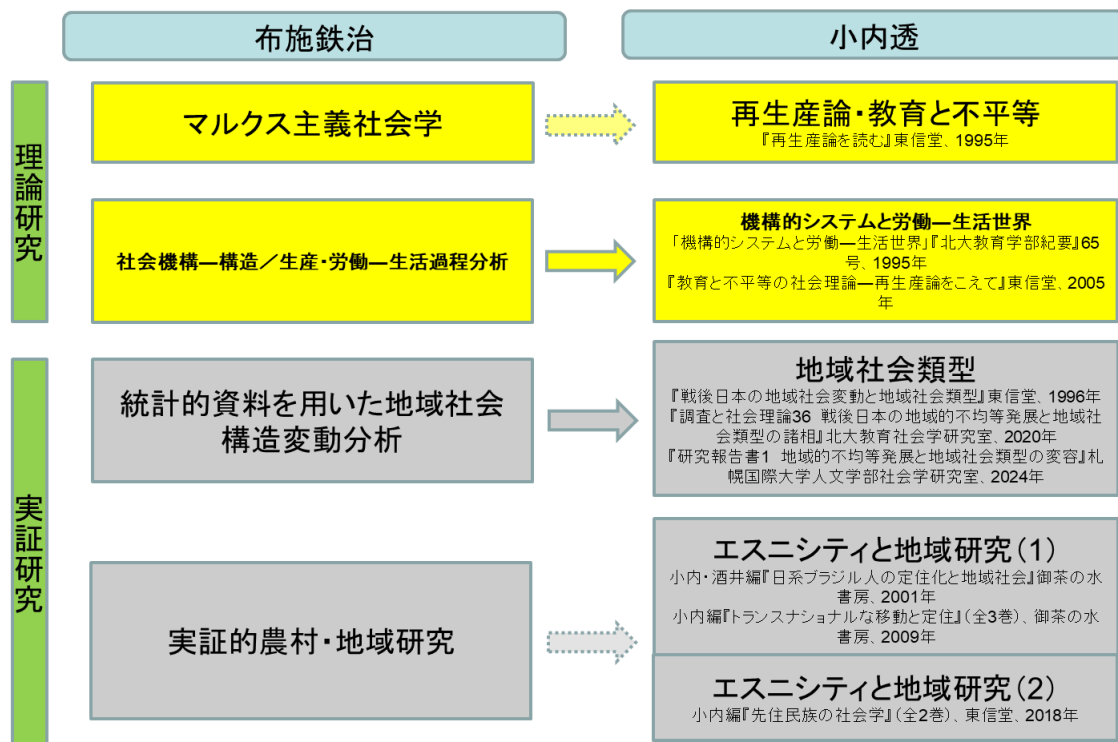 布施鉄治
小内透
理論研究
マルクス主義社会学
再生産論・教育と不平等
『再生産論を読む』東信堂、1995年
社会機構―構造／生産・労働―生活過程分析
機構的システムと労働―生活世界
「機構的システムと労働―生活世界」『北大教育学部紀要』65
号、1995年
『教育と不平等の社会理論―再生産論をこえて』東信堂、2005
年
実証研究
統計的資料を用いた地域社会
構造変動分析
地域社会類型
『戦後日本の地域社会変動と地域社会類型』東信堂、1996年
『調査と社会理論36 戦後日本の地域的不均等発展と地域社
会類型の諸相』北大教育社会学研究室、2020年
『研究報告書1 地域的不均等発展と地域社会類型の変容』札
幌国際大学人文学部社会学研究室、2024年
実証的農村・地域研究
エスニシティと地域研究（1）
小内・酒井編『日系ブラジル人の定住化と地域社会』御茶の水
書房、2001年
小内編『トランスナショナルな移動と定住』（全3巻）、御茶の水
書房、2009年
エスニシティと地域研究（2）
小内編『先住民族の社会学』（全2巻）、東信堂、2018年